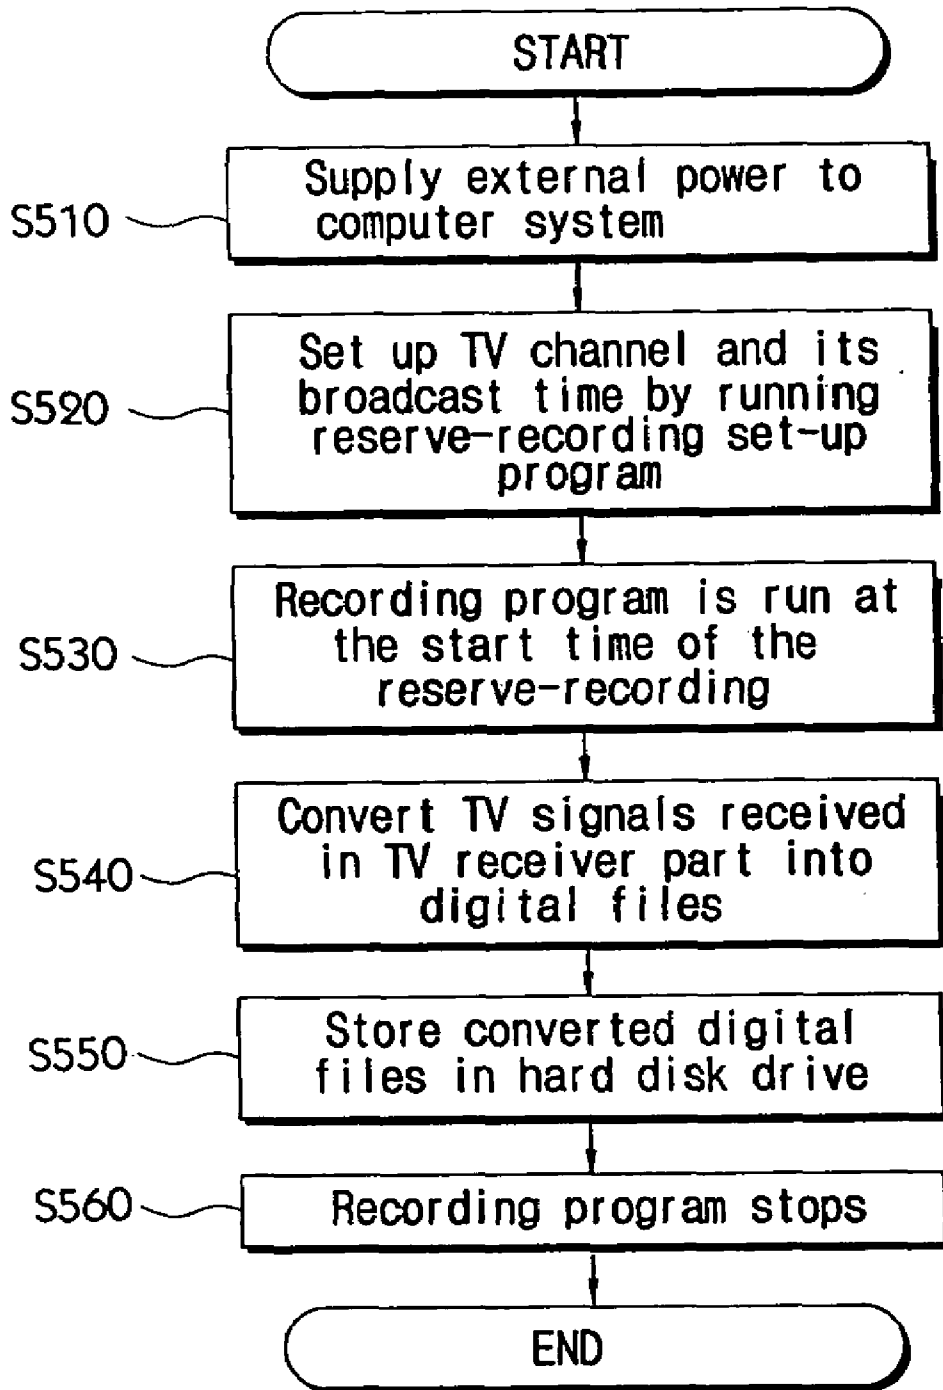 START
S510
Supply external power to
computer system
S520
Set up TV channel and its
broadcast time by running
reserve-recording set-up
program
S530
Recording program is run at
the start time of the
reserve-recording
S540
Convert TV signals received
in TV receiver part into
digital files
S550
Store converted digital
files in hard disk drive
S560
Recording program stops
END